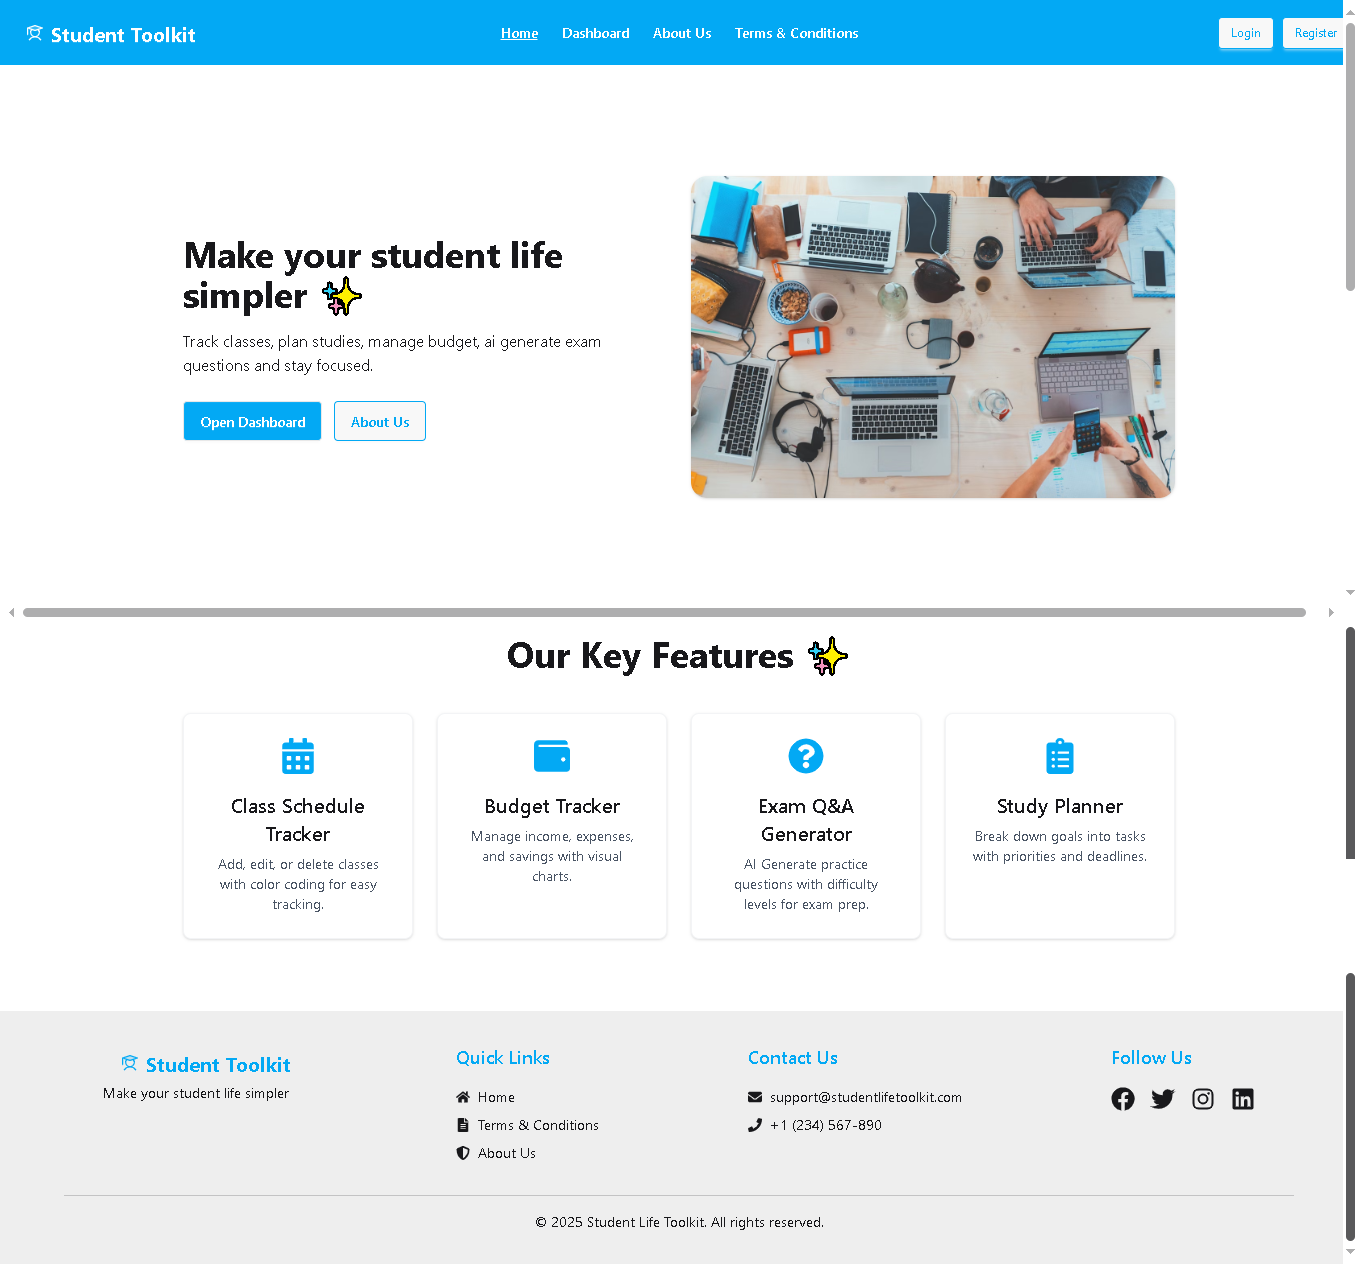 Student Toolkit
Home
Dashboard
About Us
Terms & Conditions
Login
Register
Make your student life
simpler ✨
Track classes, plan studies, manage budget, ai generate exam
questions and stay focused.
Open Dashboard
About Us
Our Key Features ✨
Class Schedule
Tracker
Add, edit, or delete classes
with color coding for easy
tracking.
Budget Tracker
Manage income, expenses,
and savings with visual
charts.
Exam Q&A
Generator
AI Generate practice
questions with difficulty
levels for exam prep.
Study Planner
Break down goals into tasks
with priorities and deadlines.
Student Toolkit
Make your student life simpler
Quick Links
Home
Terms & Conditions
About Us
Contact Us
support@studentlifetoolkit.com
+1 (234) 567-890
Follow Us
© 2025 Student Life Toolkit. All rights reserved.